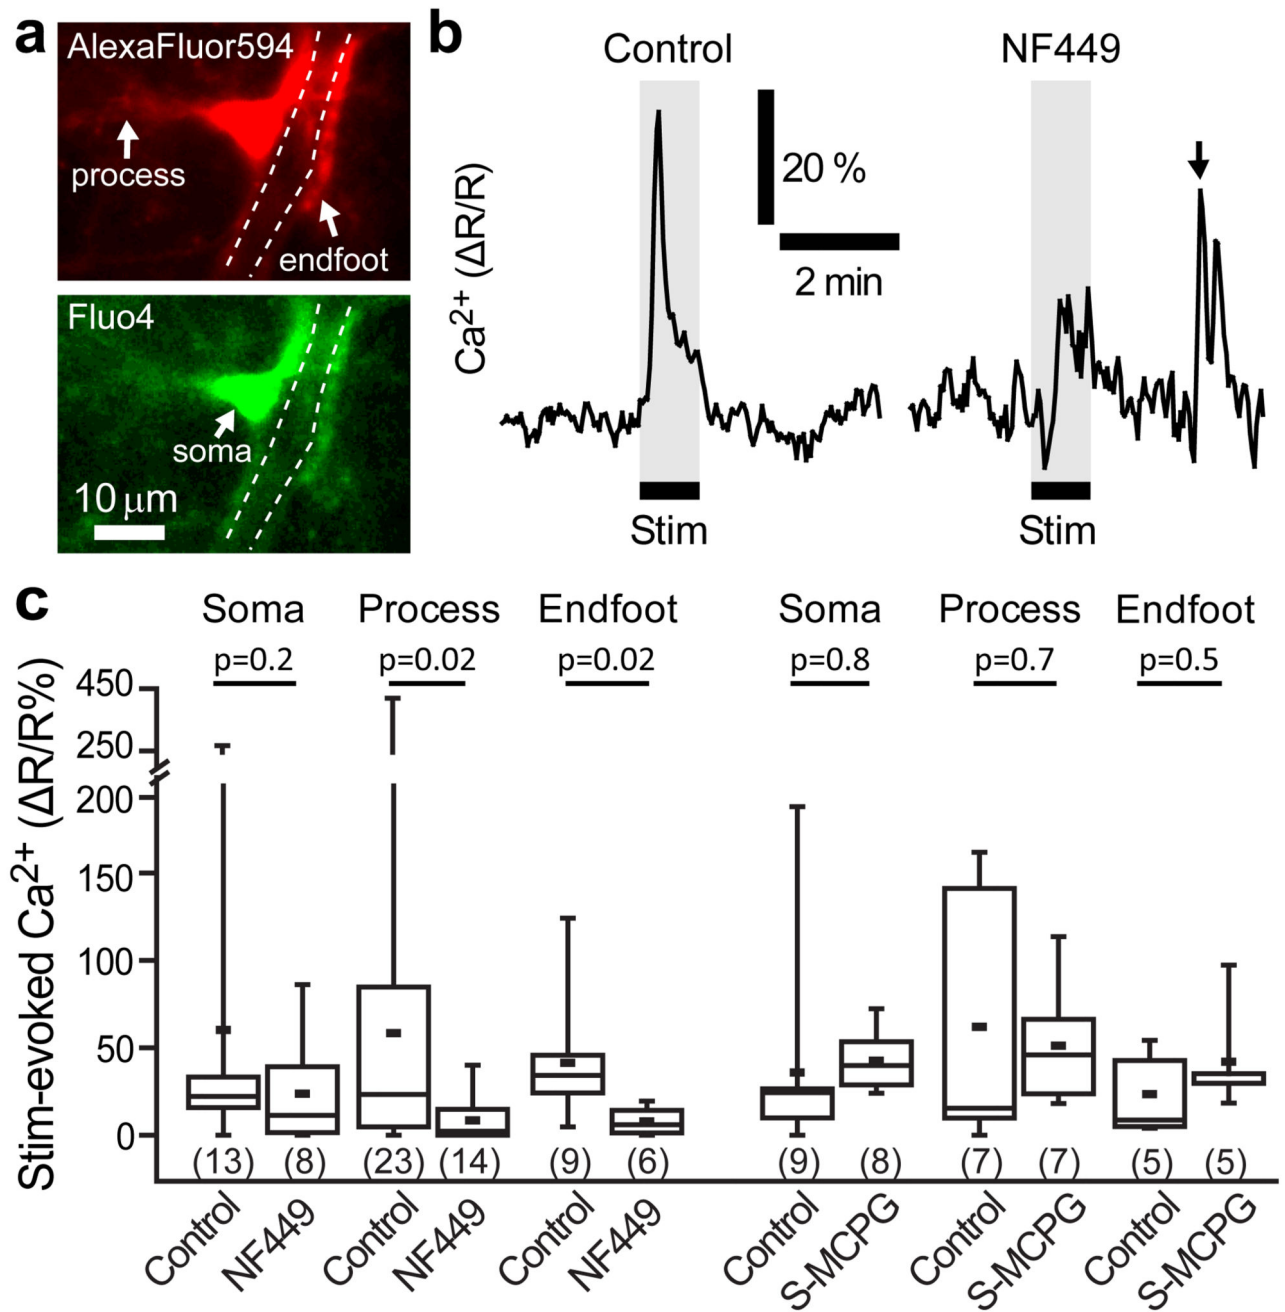 a
AlexaFluor594
process
endfoot
Fluo4
soma
10 μm
b
Control
NF449
Ca²⁺ (ΔR/R)
20 %
2 min
Stim
Stim
c
Soma
Process
Endfoot
Soma
Process
Endfoot
p=0.2
p=0.02
p=0.02
p=0.8
p=0.7
p=0.5
Stim-evoked Ca²⁺ (ΔR/R%)
450
250
200
150
100
50
0
(13)
(8)
(23)
(14)
(9)
(6)
(9)
(8)
(7)
(7)
(5)
(5)
Control
NF449
Control
NF449
Control
NF449
Control
S-MCPG
Control
S-MCPG
Control
S-MCPG